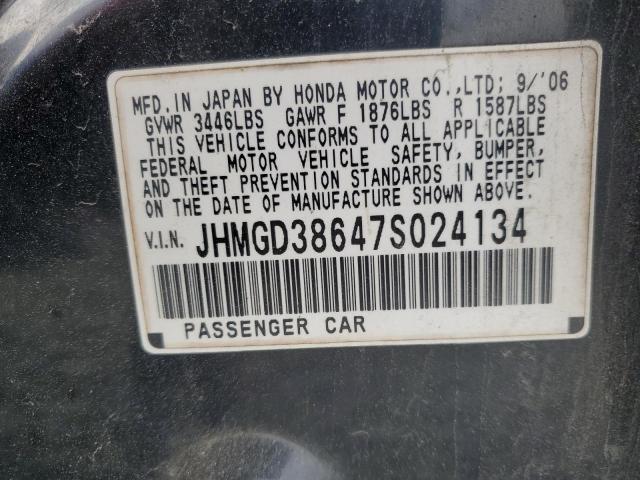 MFD. IN JAPAN BY HONDA MOTOR CO.,LTD; 9/'06
GVWR 3446LBS GAWR F 1876LBS R 1587LBS
THIS VEHICLE CONFORMS TO ALL APPLICABLE
FEDERAL MOTOR VEHICLE SAFETY, BUMPER,
AND THEFT PREVENTION STANDARDS IN EFFECT
ON THE DATE OF MANUFACTURE SHOWN ABOVE.
V.I.N. JHMGD38647S024134
PASSENGER CAR